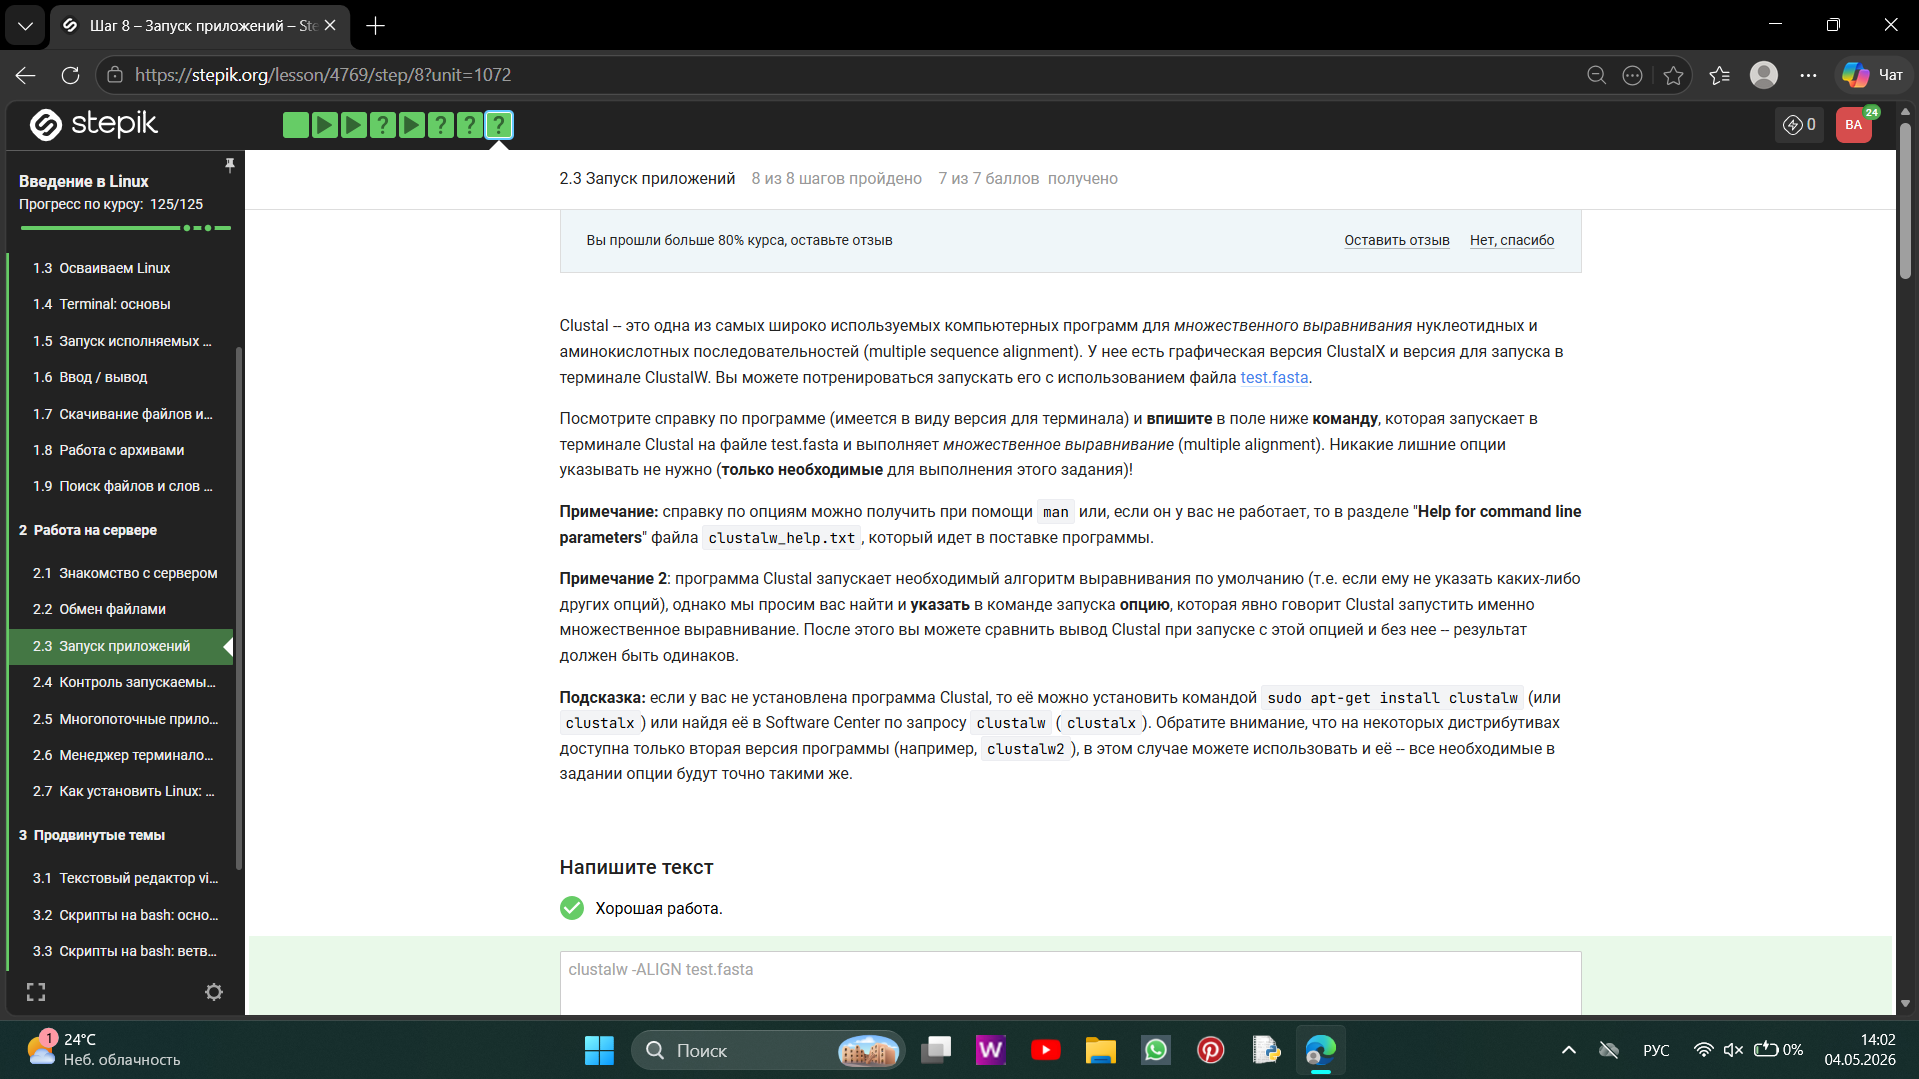 Шаг 8 – Запуск приложений – Ste
https://stepik.org/lesson/4769/step/8?unit=1072
Чат
stepik
?
?
?
?
0
BA
24
Введение в Linux
Прогресс по курсу: 125/125
1.3 Осваиваем Linux
1.4 Terminal: основы
1.5 Запуск исполняемых ...
1.6 Ввод / вывод
1.7 Скачивание файлов и...
1.8 Работа с архивами
1.9 Поиск файлов и слов ...
2 Работа на сервере
2.1 Знакомство с сервером
2.2 Обмен файлами
2.3 Запуск приложений
2.4 Контроль запускаемы...
2.5 Многопоточные прило...
2.6 Менеджер терминало...
2.7 Как установить Linux: ...
3 Продвинутые темы
3.1 Текстовый редактор vi...
3.2 Скрипты на bash: осно...
3.3 Скрипты на bash: ветв...
2.3 Запуск приложений 8 из 8 шагов пройдено 7 из 7 баллов получено
Вы прошли больше 80% курса, оставьте отзыв Оставить отзыв Нет, спасибо
Clustal -- это одна из самых широко используемых компьютерных программ для множественного выравнивания нуклеотидных и
аминокислотных последовательностей (multiple sequence alignment). У нее есть графическая версия ClustalX и версия для запуска в
терминале ClustalW. Вы можете потренироваться запускать его с использованием файла test.fasta.
Посмотрите справку по программе (имеется в виду версия для терминала) и впишите в поле ниже команду, которая запускает в
терминале Clustal на файле test.fasta и выполняет множественное выравнивание (multiple alignment). Никакие лишние опции
указывать не нужно (только необходимые для выполнения этого задания)!
Примечание: справку по опциям можно получить при помощи man или, если он у вас не работает, то в разделе "Help for command line
parameters" файла clustalw_help.txt , который идет в поставке программы.
Примечание 2: программа Clustal запускает необходимый алгоритм выравнивания по умолчанию (т.е. если ему не указать каких-либо
других опций), однако мы просим вас найти и указать в команде запуска опцию, которая явно говорит Clustal запустить именно
множественное выравнивание. После этого вы можете сравнить вывод Clustal при запуске с этой опцией и без нее -- результат
должен быть одинаков.
Подсказка: если у вас не установлена программа Clustal, то её можно установить командой sudo apt-get install clustalw (или
clustalx ) или найдя её в Software Center по запросу clustalw ( clustalx ). Обратите внимание, что на некоторых дистрибутивах
доступна только вторая версия программы (например, clustalw2 ), в этом случае можете использовать и её -- все необходимые в
задании опции будут точно такими же.
Напишите текст
Хорошая работа.
clustalw -ALIGN test.fasta
1
24°C
Неб. облачность
Поиск
W
РУС
0%
14:02
04.05.2026